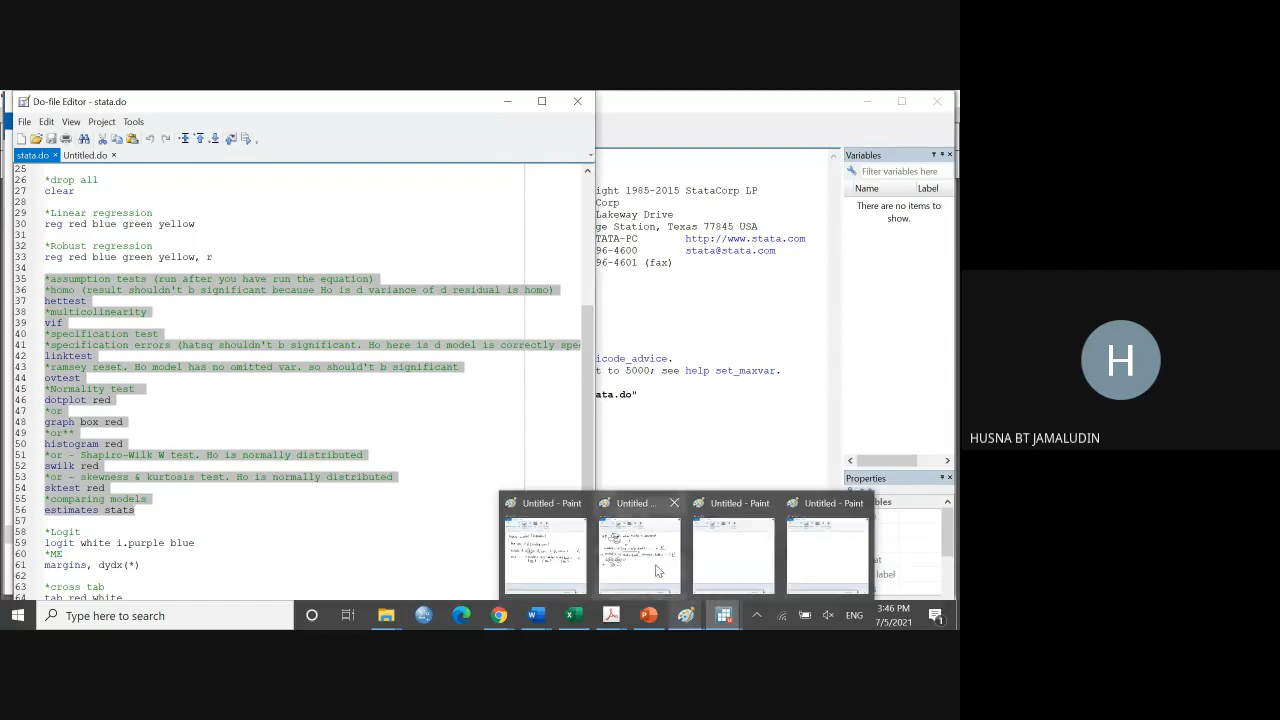 Do-file Editor - stata.do
File Edit View Project Tools
stata.do × Untitled.do ×
25
26 *drop all
27 clear
28
29 *Linear regression
30 reg red blue green yellow
31
32 *Robust regression
33 reg red blue green yellow, r
34
35 *assumption tests (run after you have run the equation)
36 *homo (result shouldn't b significant because Ho is d variance of d residual is homo)
37 hettest
38 *multicolinearity
39 vif
40 *specification test
41 *specification errors (hatsq shouldn't b significant. Ho here is d model is correctly spe
42 linktest
43 *ramsey reset. Ho model has no omitted var. so should't b significant
44 ovtest
45 *Normality test
46 dotplot red
47 *or
48 graph box red
49 *or**
50 histogram red
51 *or - Shapiro-Wilk W test. Ho is normally distributed
52 swilk red
53 *or - skewness & kurtosis test. Ho is normally distributed
54 sktest red
55 *comparing models
56 estimates stats
57
58 *Logit
59 logit white i.purple blue
60 *ME
61 margins, dydx(*)
62
63 *cross tab
64 tab red white
ight 1985-2015 StataCorp LP
Corp
Lakeway Drive
ge Station, Texas 77845 USA
TATA-PC http://www.stata.com
96-4600 stata@stata.com
96-4601 (fax)
icode_advice.
t to 5000; see help set_maxvar.
ata.do"
Variables
Filter variables here
Name Label
There are no items to
show.
Properties
bles
t
label
Untitled - Paint
Untitled ...
Untitled - Paint
Untitled - Paint
Type here to search
ENG
3:46 PM
7/5/2021
1
H
HUSNA BT JAMALUDIN